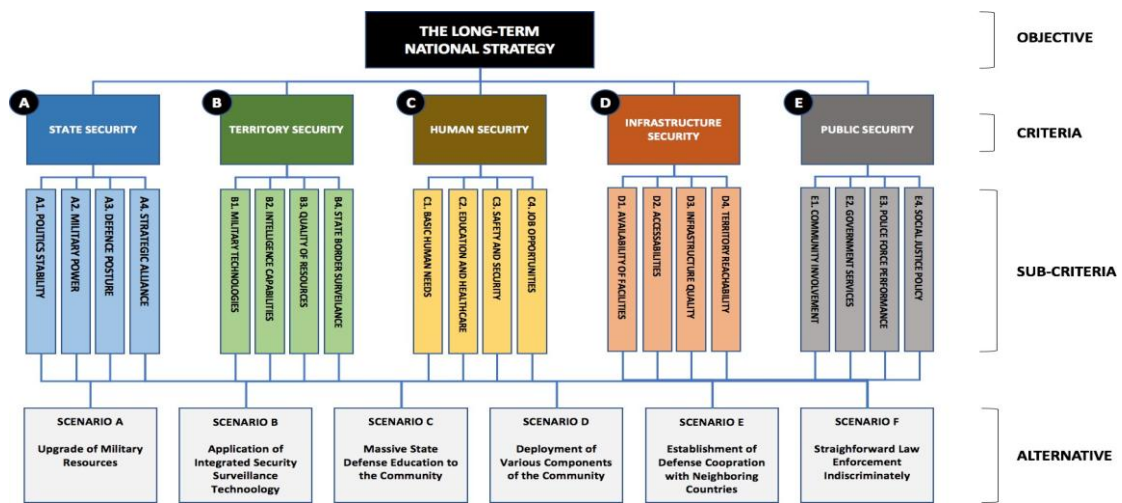 THE LONG-TERM
NATIONAL STRATEGY
OBJECTIVE
A
STATE SECURITY
B
TERRITORY SECURITY
C
HUMAN SECURITY
D
INFRASTRUCTURE
SECURITY
E
PUBLIC SECURITY
CRITERIA
A1. POLITICS STABILITY
A2. MILITARY POWER
A3. DEFENCE POSTURE
A4. STRATEGIC ALLIANCE
B1. MILITARY TECHNOLOGIES
B2. INTELLIGENCE CAPABILITIES
B3. QUALITY OF RESOURCES
B4. STATE BORDER SURVEILANCE
C1. BASIC HUMAN NEEDS
C2. EDUCATION AND HEALTHCARE
C3. SAFETY AND SECURITY
C4. JOB OPPORTUNITIES
D1. AVAILABILITY OF FACILITIES
D2. ACCESSABILITIES
D3. INFRASTRUCTURE QUALITY
D4. TERRITORY REACHABILITY
E1. COMMUNITY INVOLVEMENT
E2. GOVERNMENT SERVICES
E3. POLICE FORCE PERFORMANCE
E4. SOCIAL JUSTICE POLICY
SUB-CRITERIA
SCENARIO A
Upgrade of Military
Resources
SCENARIO B
Application of
Integrated Security
Surveillance
Technology
SCENARIO C
Massive State
Defense Education to
the Community
SCENARIO D
Deployment of
Various Components
of the Community
SCENARIO E
Establishment of
Defense Coopration
with Neighboring
Countries
SCENARIO F
Straighforward Law
Enforcement
Indiscriminately
ALTERNATIVE